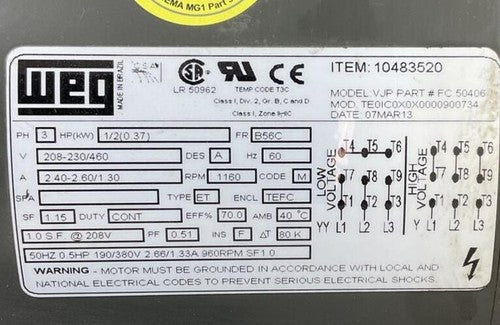 NEMA MG1 Part 3
weg
MADE IN BRAZIL
LR 50962
CE
TEMP CODE T3C
Class I, Div. 2, Gr. B, C and D
ITEM: 10483520
MODEL: VJP PART # FC 50406
MOD. TE0IC0X0X0000900734
DATE: 07MAR13
PH 3 HP(kW) 1/2(0.37) FR B56C
V 208-230/460 DES A Hz 60
A 2.40-2.60/1.30 RPM 1160 CODE M
SFA TYPE ET ENCL TEFC
SF 1.15 DUTY CONT EFF% 70.0 AMB 40 °C
1.0 S.F. @ 208V PF 0.51 INS F ΔT 80 K
50HZ 0.5HP 190/380V 2.66/1.33A 960RPM SF1.0
WARNING - MOTOR MUST BE GROUNDED IN ACCORDANCE WITH LOCAL AND
NATIONAL ELECTRICAL CODES TO PREVENT SERIOUS ELECTRICAL SHOCKS.
LOW VOLTAGE
T4 T5 T6
T7 T8 T9
T1 T2 T3
YY L1 L2 L3
HIGH VOLTAGE
T4 T5 T6
T7 T8 T9
T1 T2 T3
Y L1 L2 L3